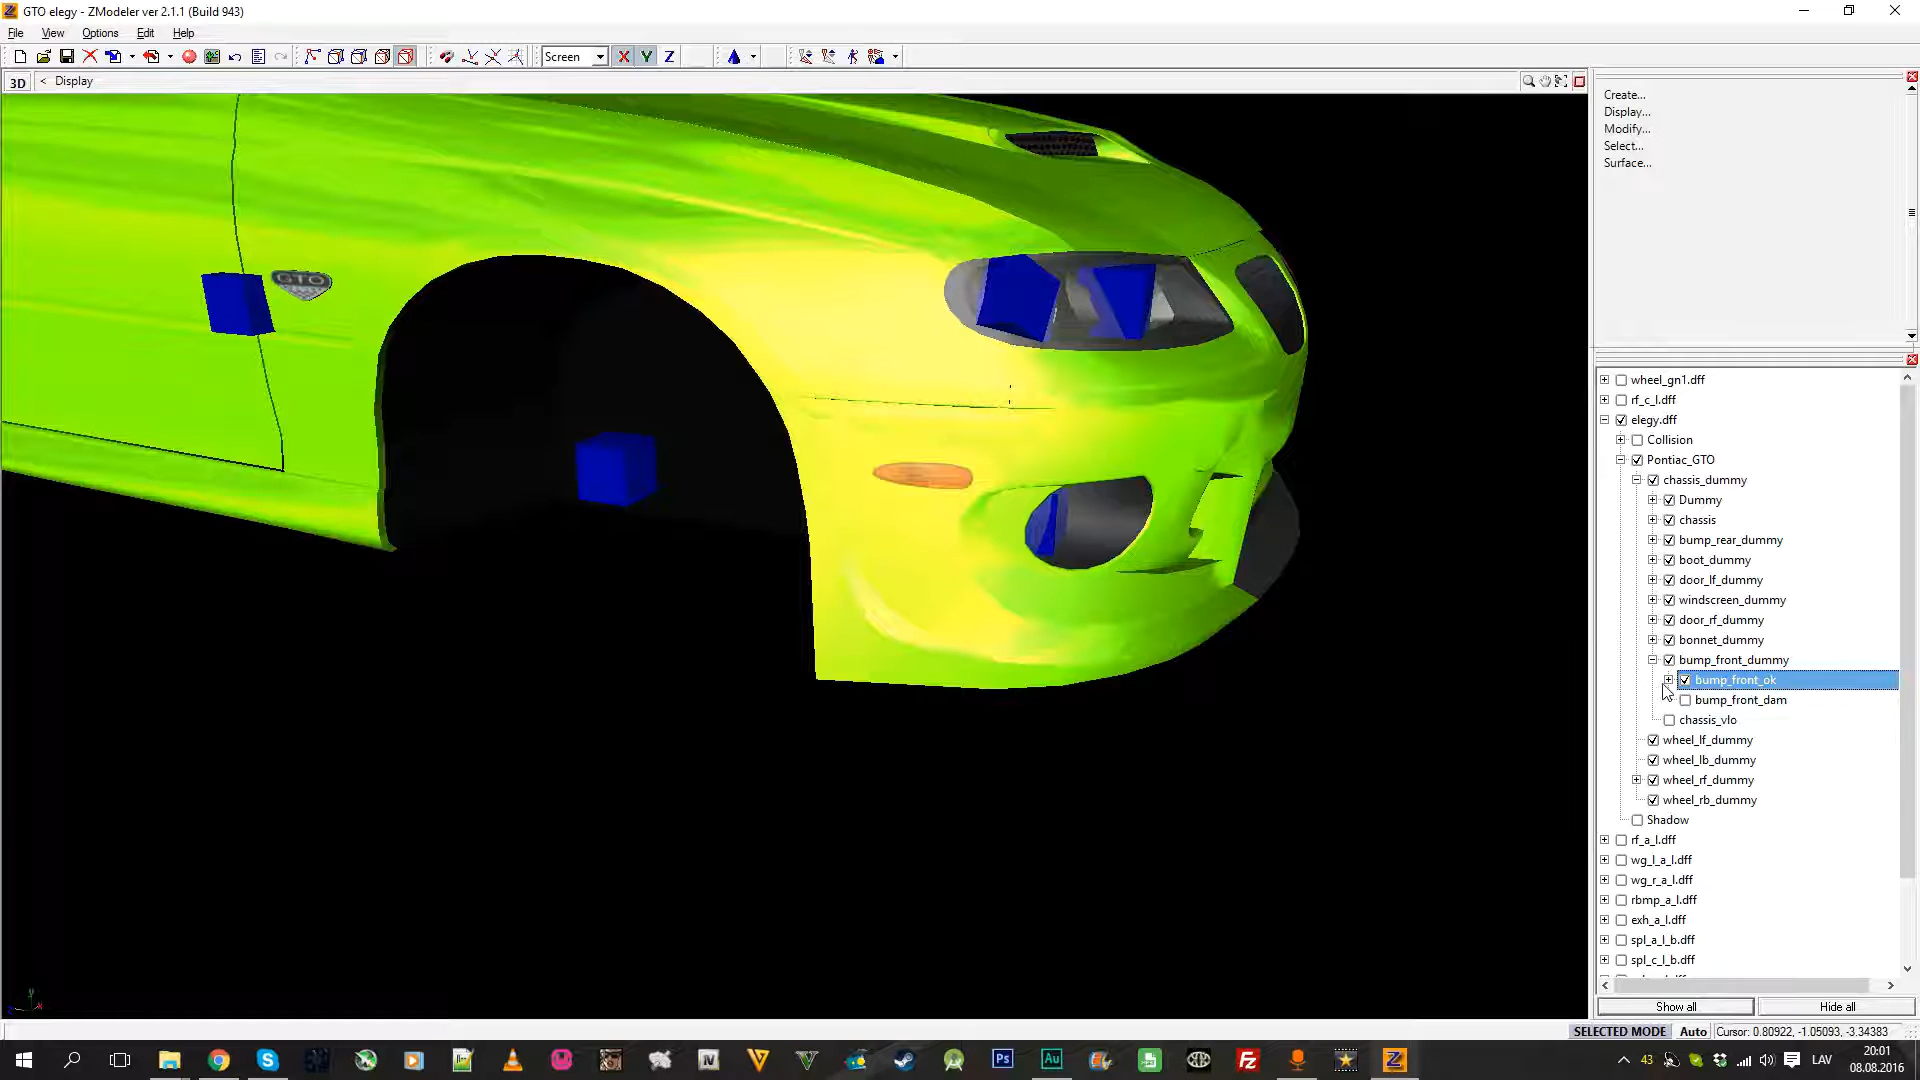 GTO elegy - ZModeler ver 2.1.1 (Build 943)
File View Options Edit Help
Screen X Y Z
3D < Display
Create...
Display...
Modify...
Select...
Surface...
GTO
wheel_gn1.dff
rf_c_l.dff
elegy.dff
Collision
Pontiac_GTO
chassis_dummy
Dummy
chassis
bump_rear_dummy
boot_dummy
door_lf_dummy
windscreen_dummy
door_rf_dummy
bonnet_dummy
bump_front_dummy
bump_front_ok
bump_front_dam
chassis_vlo
wheel_lf_dummy
wheel_lb_dummy
wheel_rf_dummy
wheel_rb_dummy
Shadow
rf_a_l.dff
wg_l_a_l.dff
wg_r_a_l.dff
rbmp_a_l.dff
exh_a_l.dff
spl_a_l_b.dff
spl_c_l_b.dff
Show all Hide all
SELECTED MODE Auto Cursor: 0.80922, -1.05093, -3.34383
43 LAV 20:01
08.08.2016